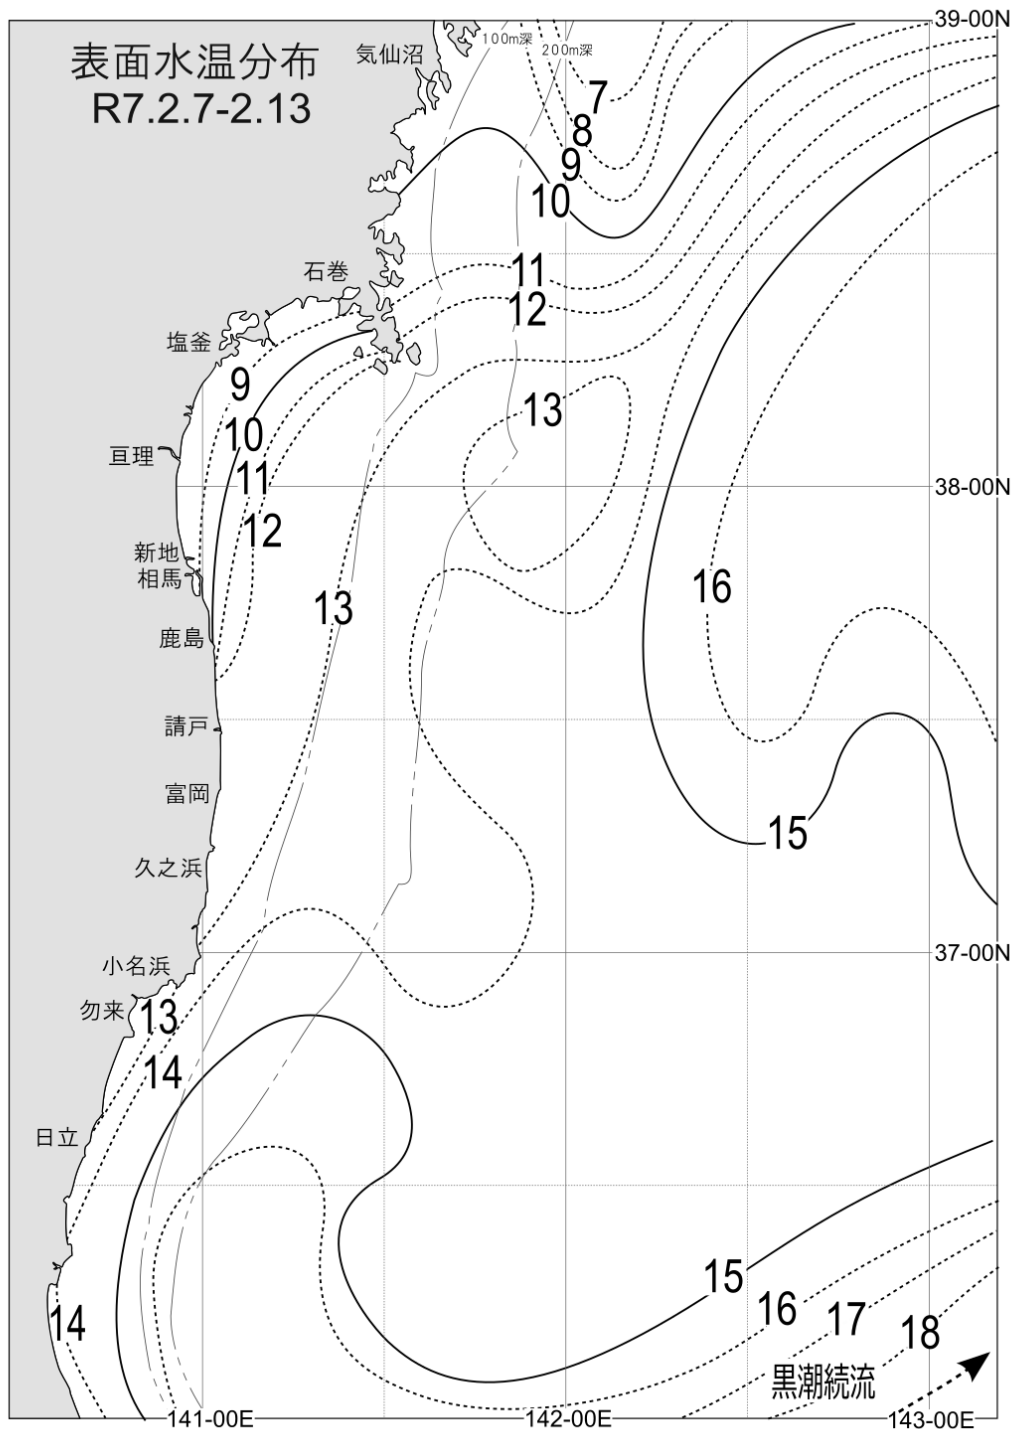 39-00N
100m深
200m深
表面水温分布
R7.2.7-2.13
気仙沼
7
8
9
10
石巻
11
12
塩釜
9
13
10
亘理
11
38-00N
12
新地
相馬
16
13
鹿島
請戸
富岡
15
久之浜
37-00N
小名浜
勿来
13
14
日立
15
16
17
14
18
黒潮続流
141-00E
142-00E
143-00E